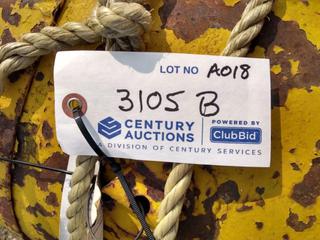 LOT NO A018
3105 B
CENTURY AUCTIONS
POWERED BY
ClubBid
A DIVISION OF CENTURY SERVICES